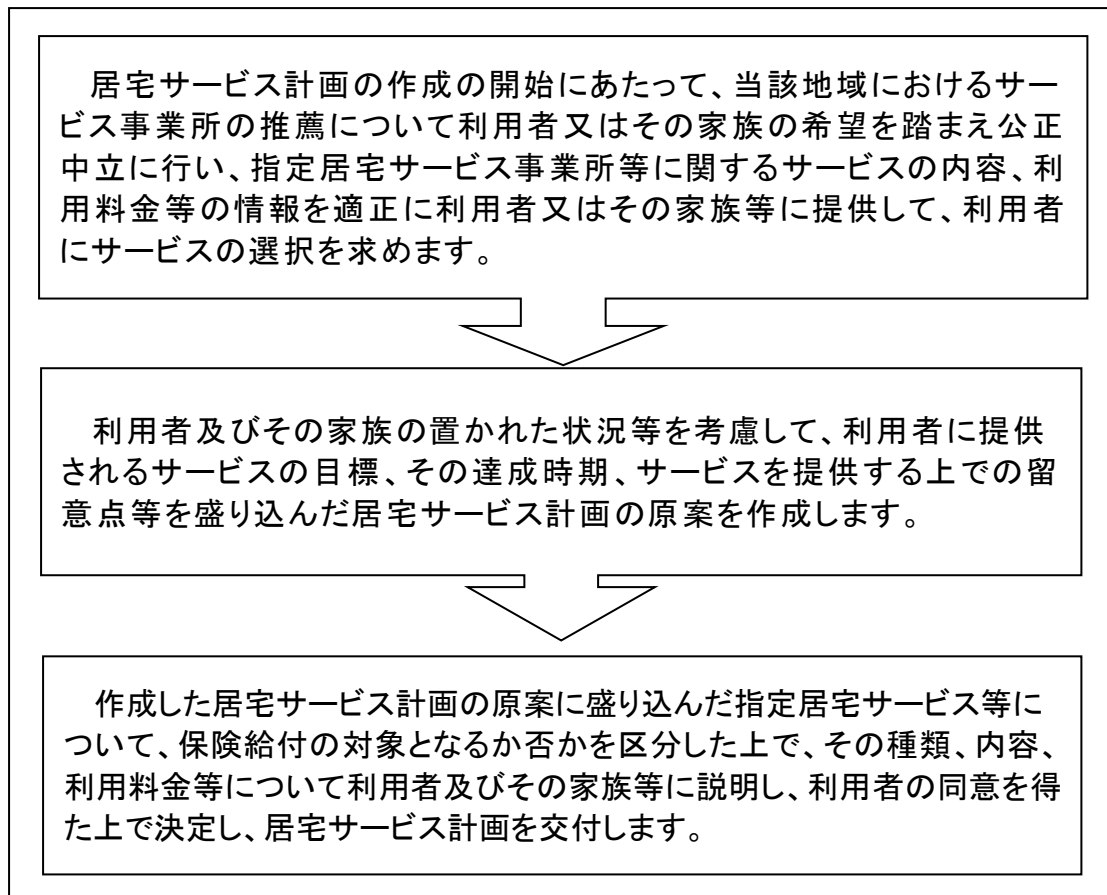 居宅サービス計画の作成の開始にあたって、当該地域におけるサー
ビス事業所の推薦について利用者又はその家族の希望を踏まえ公正
中立に行い、指定居宅サービス事業所等に関するサービスの内容、利
用料金等の情報を適正に利用者又はその家族等に提供して、利用者
にサービスの選択を求めます。
利用者及びその家族の置かれた状況等を考慮して、利用者に提供
されるサービスの目標、その達成時期、サービスを提供する上での留
意点等を盛り込んだ居宅サービス計画の原案を作成します。
作成した居宅サービス計画の原案に盛り込んだ指定居宅サービス等に
ついて、保険給付の対象となるか否かを区分した上で、その種類、内容、
利用料金等について利用者及びその家族等に説明し、利用者の同意を得
た上で決定し、居宅サービス計画を交付します。